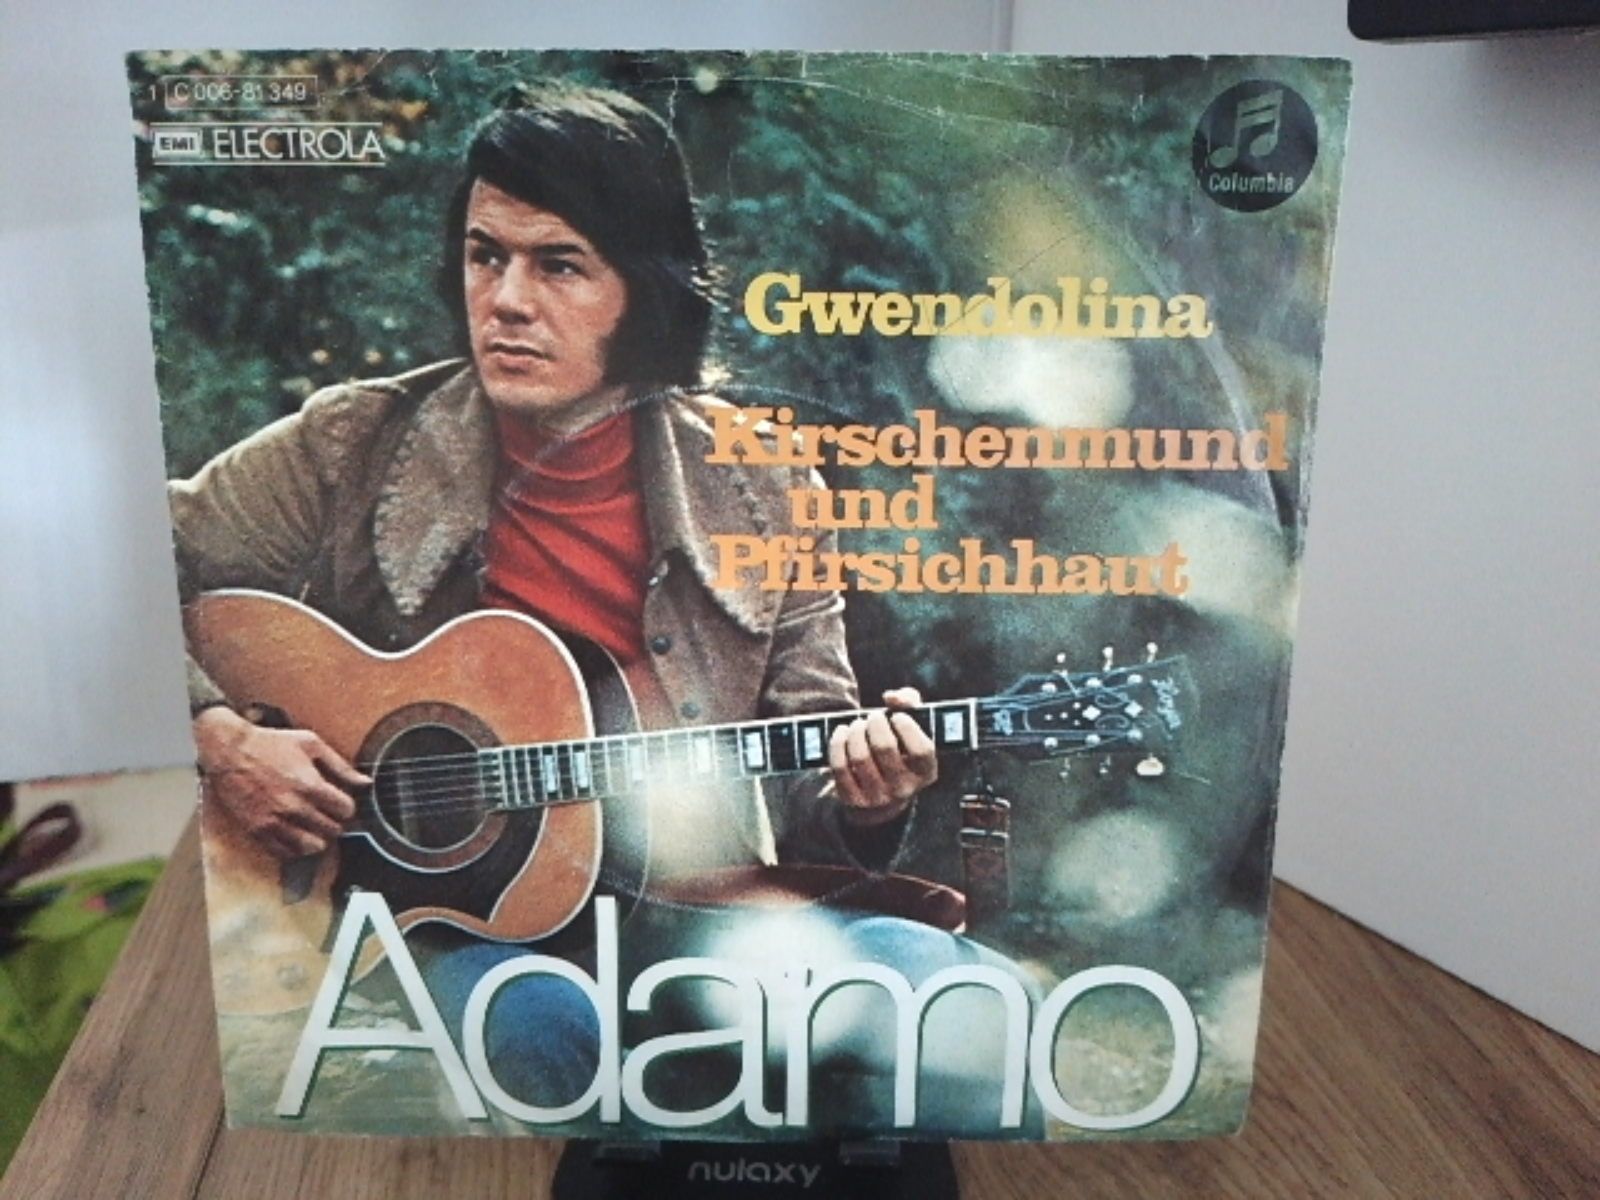 1 C 006-81 349
EMI ELECTROLA
Columbia
Gwendolina
Kirschenmund
und
Pfirsichhaut
Adamo
nulaxy